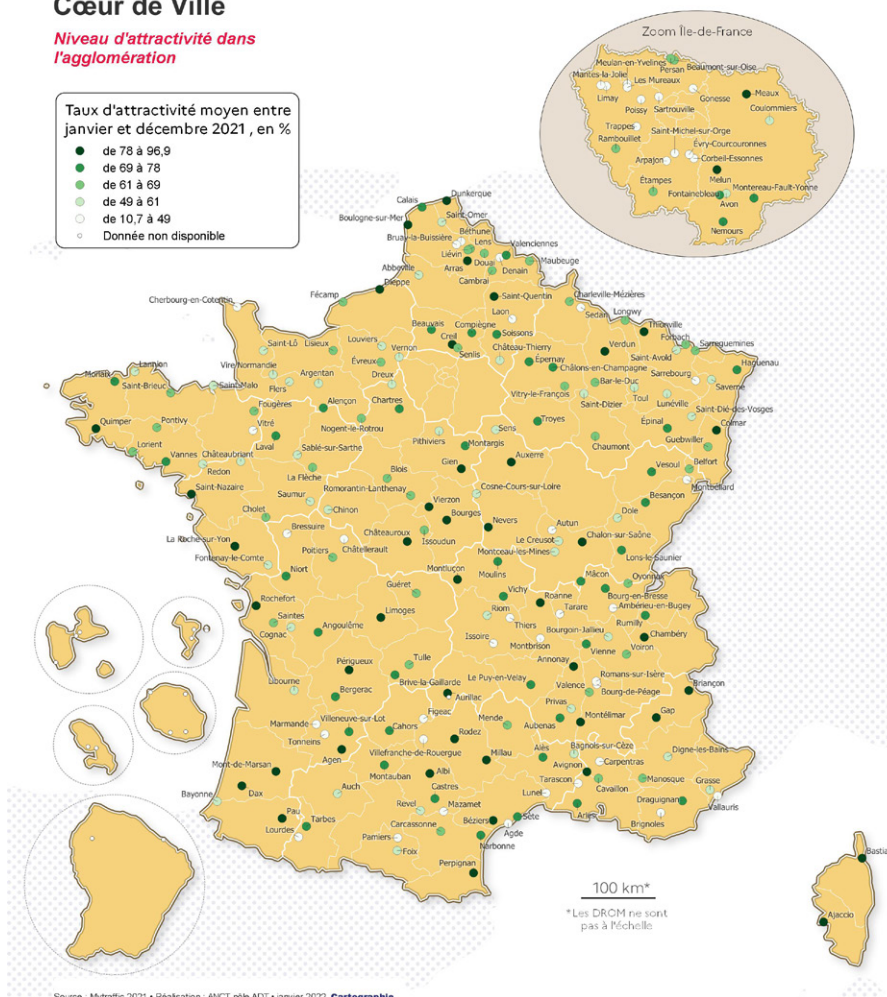 Cœur de Ville
Niveau d'attractivité dans
l'agglomération
Taux d'attractivité moyen entre
janvier et décembre 2021 , en %
de 78 à 96,9
de 69 à 78
de 61 à 69
de 49 à 61
de 10,7 à 49
Donnée non disponible
Zoom Île-de-France
Meulan-en-Yvelines
Persan
Beaumont-sur-Oise
Mantes-la-Jolie
Les Mureaux
Limay
Gonesse
Meaux
Poissy
Sartrouville
Coulommiers
Trappes
Saint-Michel-sur-Orge
Rambouillet
Évry-Courcouronnes
Arpajon
Corbeil-Essonnes
Étampes
Melun
Fontainebleau
Montereau-Fault-Yonne
Avon
Nemours
Dunkerque
Calais
Saint-Omer
Boulogne-sur-Mer
Béthune
Bruay-la-Buissière
Lens
Valenciennes
Liévin
Douai
Maubeuge
Arras
Denain
Abbeville
Cambrai
Dieppe
Fécamp
Saint-Quentin
Charleville-Mézières
Cherbourg-en-Cotentin
Laon
Sedan
Longwy
Beauvais
Compiègne
Soissons
Thionville
Creil
Forbach
Saint-Lô
Lisieux
Louviers
Vernon
Senlis
Château-Thierry
Verdun
Saint-Avold
Sarreguemines
Évreux
Épernay
Châlons-en-Champagne
Sarrebourg
Haguenau
Lannion
Morlaix
Saint-Brieuc
Saint-Malo
Vire Normandie
Flers
Argentan
Dreux
Vitry-le-François
Bar-le-Duc
Saverne
Saint-Dizier
Toul
Lunéville
Fougères
Alençon
Chartres
Saint-Dié-des-Vosges
Quimper
Pontivy
Vitré
Nogent-le-Rotrou
Sens
Troyes
Épinal
Colmar
Laval
Pithiviers
Chaumont
Guebwiller
Lorient
Vannes
Châteaubriant
Sablé-sur-Sarthe
Montargis
Redon
La Flèche
Blois
Gien
Auxerre
Vesoul
Belfort
Saint-Nazaire
Saumur
Romorantin-Lanthenay
Cosne-Cours-sur-Loire
Besançon
Montbéliard
Cholet
Chinon
Vierzon
Bourges
Dole
Bressuire
Châteauroux
Nevers
Autun
La Roche-sur-Yon
Issoudun
Le Creusot
Chalon-sur-Saône
Fontenay-le-Comte
Poitiers
Châtellerault
Montceau-les-Mines
Lons-le-Saunier
Niort
Montluçon
Moulins
Mâcon
Oyonnax
Guéret
Vichy
Bourg-en-Bresse
Rochefort
Roanne
Ambérieu-en-Bugey
Saintes
Limoges
Riom
Tarare
Rumilly
Cognac
Angoulême
Thiers
Bourgoin-Jallieu
Chambéry
Issoire
Montbrison
Vienne
Voiron
Périgueux
Tulle
Annonay
Romans-sur-Isère
Briançon
Libourne
Brive-la-Gaillarde
Le Puy-en-Velay
Valence
Bergerac
Aurillac
Bourg-de-Péage
Privas
Marmande
Villeneuve-sur-Lot
Figeac
Mende
Gap
Cahors
Aubenas
Montélimar
Tonneins
Rodez
Villefranche-de-Rouergue
Millau
Alès
Bagnols-sur-Cèze
Digne-les-Bains
Agen
Mont-de-Marsan
Avignon
Carpentras
Montauban
Albi
Manosque
Grasse
Dax
Auch
Castres
Tarascon
Cavaillon
Bayonne
Revel
Mazamet
Lunel
Draguignan
Vallauris
Pau
Béziers
Sète
Arles
Brignoles
Tarbes
Carcassonne
Agde
Lourdes
Pamiers
Narbonne
Foix
Perpignan
Bastia
Ajaccio
100 km*
*Les DROM ne sont
pas à l'échelle
Source : Mytraffic 2021 • Réalisation : ANCT pôle ADT • janvier 2022 Cartographie